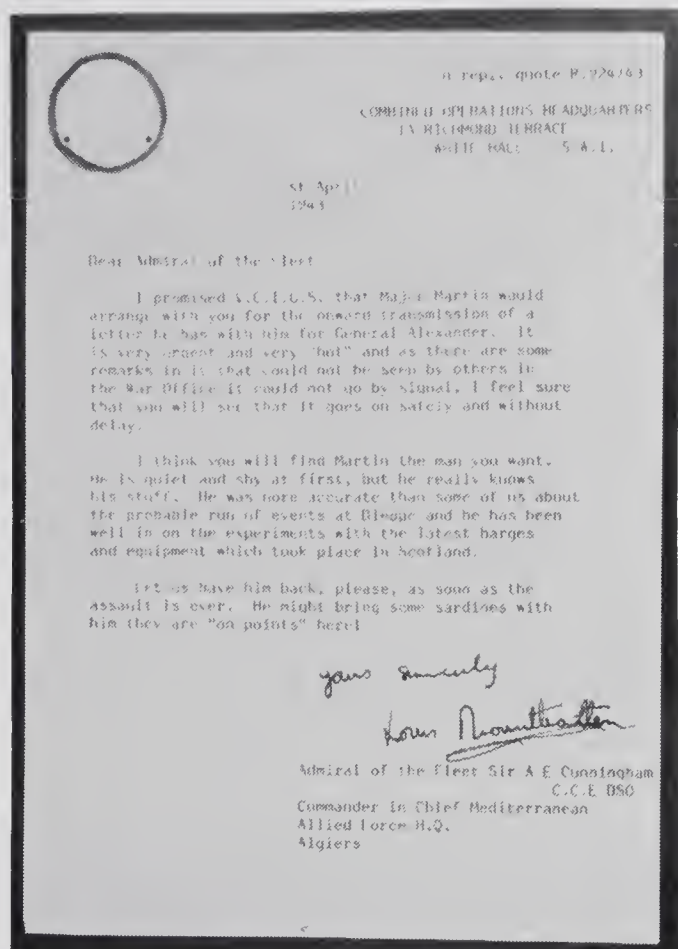 n reply, quote R.924/43
COMBINED OPERATIONS HEADQUARTERS
1A RICHMOND TERRACE
WHITE HALL S.W.1.
st April
1943
Dear Admiral of the Fleet
I promised V.C.I.G.S. that Major Martin would
arrange with you for the onward transmission of a
letter he has with him for General Alexander. It
is very urgent and very "hot" and as there are some
remarks in it that could not be seen by others in
the War Office it could not go by signal. I feel sure
that you will see that it goes on safely and without
delay.
I think you will find Martin the man you want.
He is quiet and shy at first, but he really knows
his stuff. He was more accurate than some of us about
the probable run of events at Dieppe and he has been
well in on the experiments with the latest barges
and equipment which took place in Scotland.
Let us have him back, please, as soon as the
assault is over. He might bring some sardines with
him they are "on points" here!
yours sincerely
Louis Mountbatten
Admiral of the Fleet Sir A E Cunningham
C.C.E DSO
Commander in Chief Mediterranean
Allied Force H.Q.
Algiers